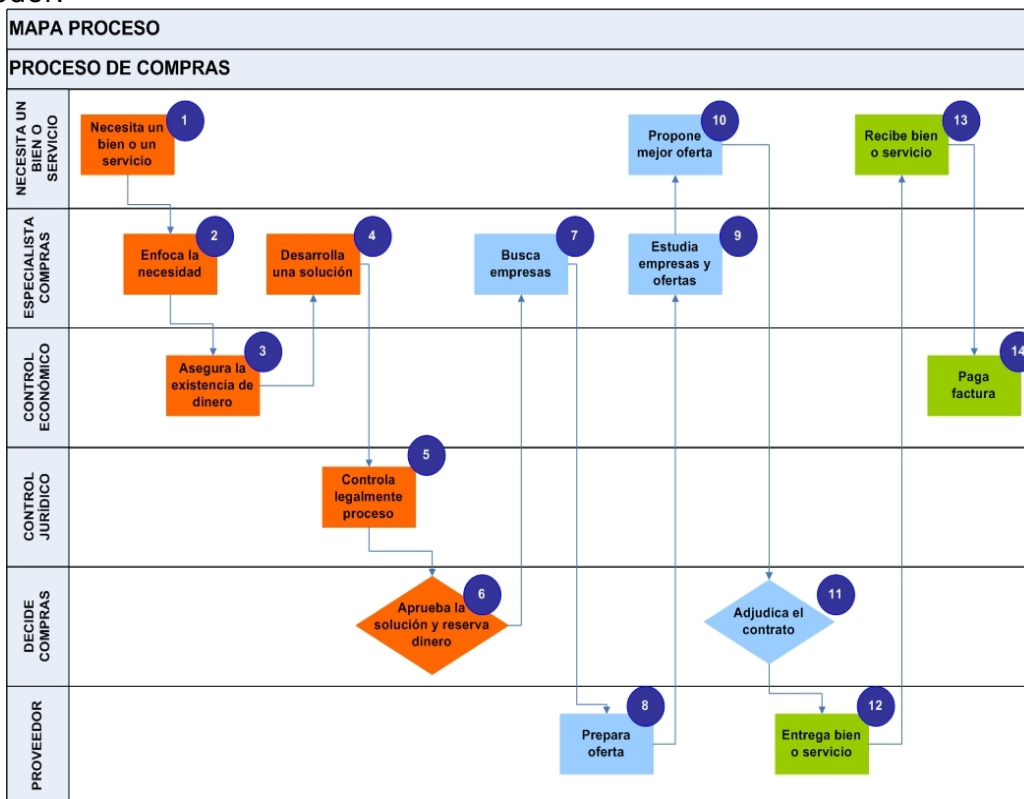 MAPA PROCESO
PROCESO DE COMPRAS
NECESITA UN
BIEN O
SERVICIO
1
Necesita un
bien o un
servicio
10
Propone
mejor oferta
13
Recibe bien
o servicio
ESPECIALISTA
COMPRAS
2
Enfoca la
necesidad
4
Desarrolla
una solución
7
Busca
empresas
9
Estudia
empresas y
ofertas
CONTROL
ECONÓMICO
3
Asegura la
existencia de
dinero
14
Paga
factura
CONTROL
JURÍDICO
5
Controla
legalmente
proceso
DECIDE
COMPRAS
6
Aprueba la
solución y reserva
dinero
11
Adjudica el
contrato
PROVEEDOR
8
Prepara
oferta
12
Entrega bien
o servicio